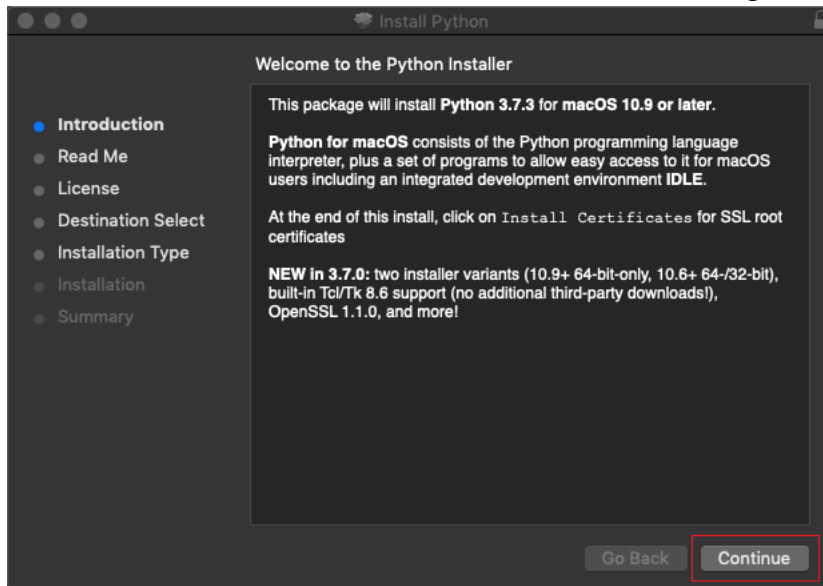 Install Python
Welcome to the Python Installer
Introduction
Read Me
License
Destination Select
Installation Type
Installation
Summary
This package will install Python 3.7.3 for macOS 10.9 or later.
Python for macOS consists of the Python programming language
interpreter, plus a set of programs to allow easy access to it for macOS
users including an integrated development environment IDLE.
At the end of this install, click on Install Certificates for SSL root
certificates
NEW in 3.7.0: two installer variants (10.9+ 64-bit-only, 10.6+ 64-/32-bit),
built-in Tcl/Tk 8.6 support (no additional third-party downloads!),
OpenSSL 1.1.0, and more!
Go Back
Continue